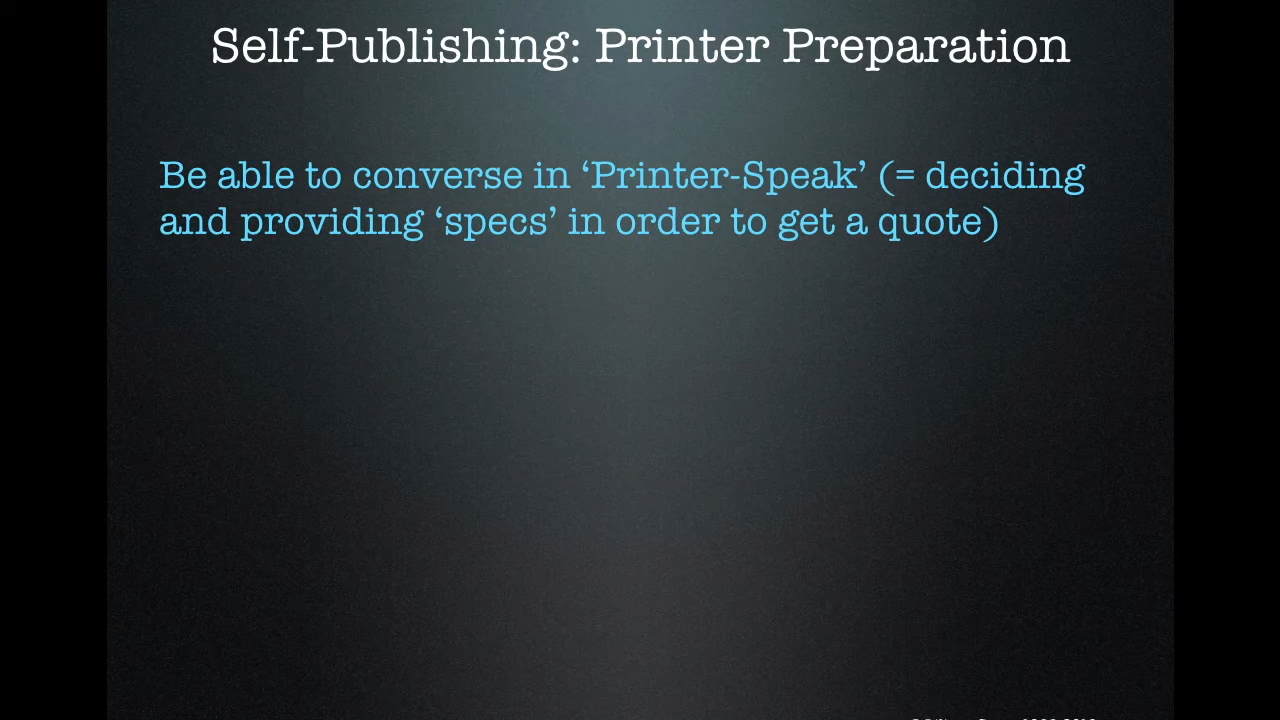 Self-Publishing: Printer Preparation
Be able to converse in ‘Printer-Speak’ (= deciding
and providing ‘specs’ in order to get a quote)